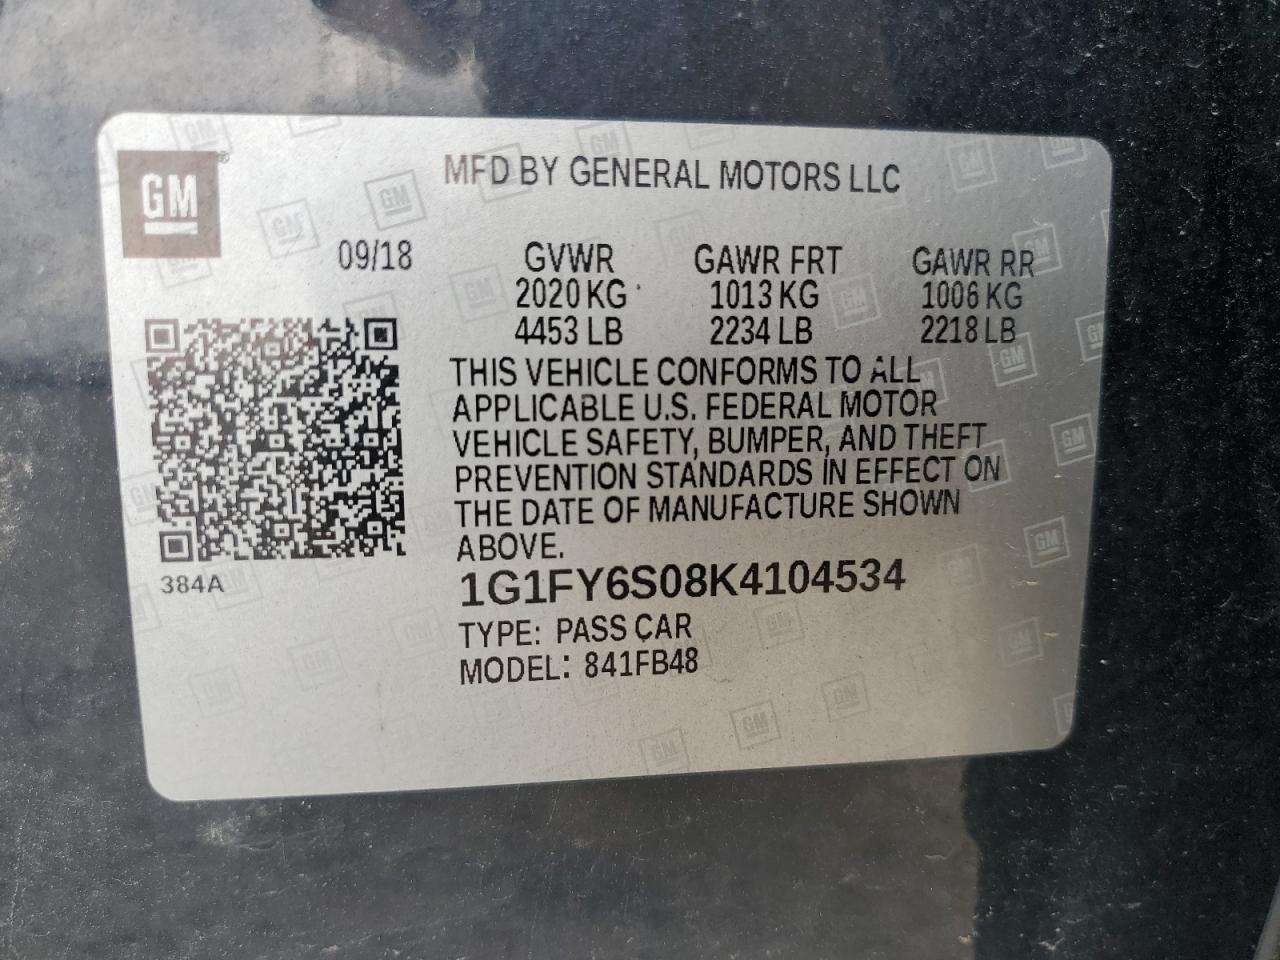 GM
MFD BY GENERAL MOTORS LLC
09/18 GVWR GAWR FRT GAWR RR
2020 KG 1013 KG 1006 KG
4453 LB 2234 LB 2218 LB
THIS VEHICLE CONFORMS TO ALL
APPLICABLE U.S. FEDERAL MOTOR
VEHICLE SAFETY, BUMPER, AND THEFT
PREVENTION STANDARDS IN EFFECT ON
THE DATE OF MANUFACTURE SHOWN
ABOVE.
384A
1G1FY6S08K4104534
TYPE: PASS CAR
MODEL: 841FB48